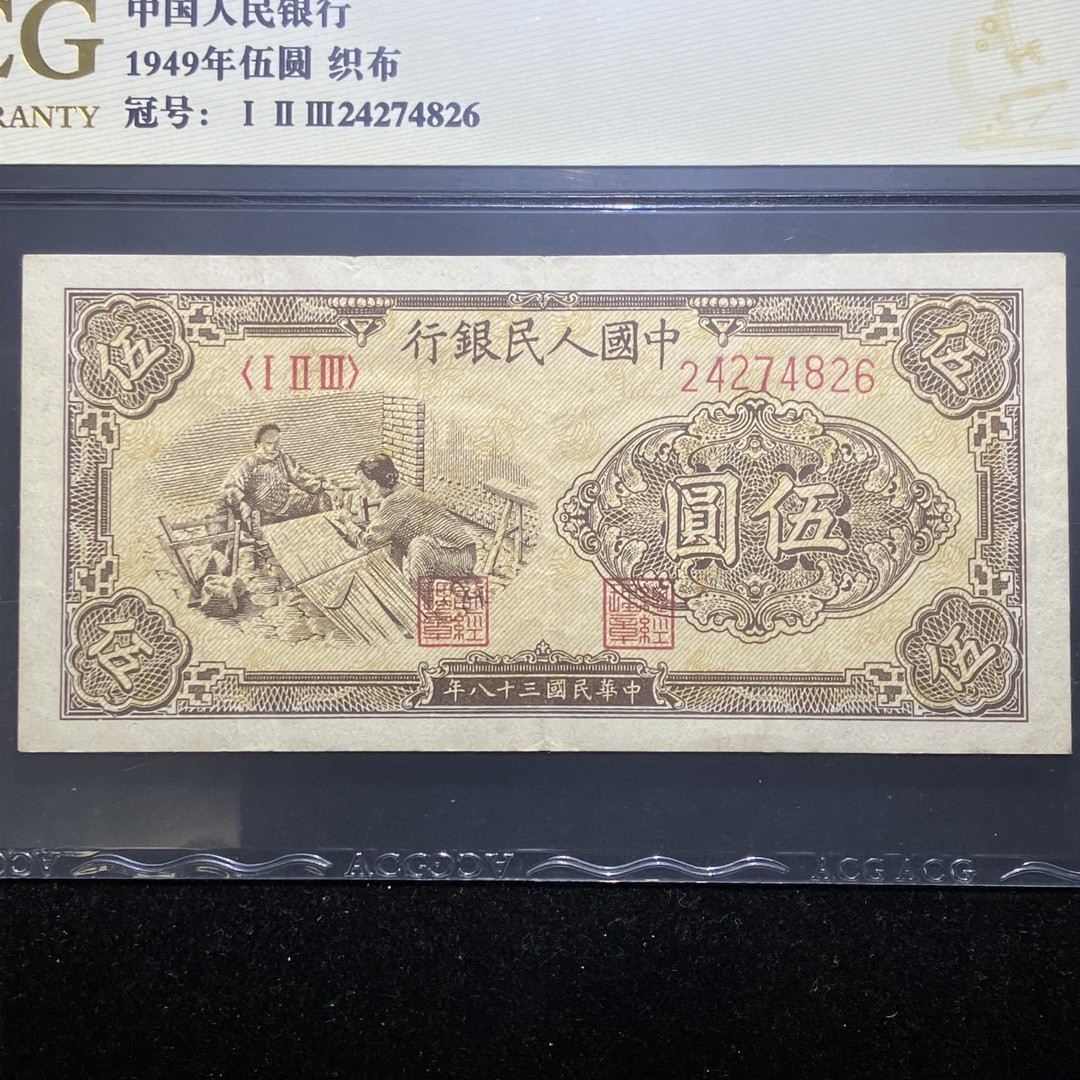 中国人民银行
CG
1949年伍圆 织布
RANTY
冠号：Ⅰ Ⅱ Ⅲ24274826
伍
中國人民銀行
伍
〈Ⅰ Ⅱ Ⅲ〉
24274826
伍圓
伍
中華民國三十八年
伍
ACG ACG